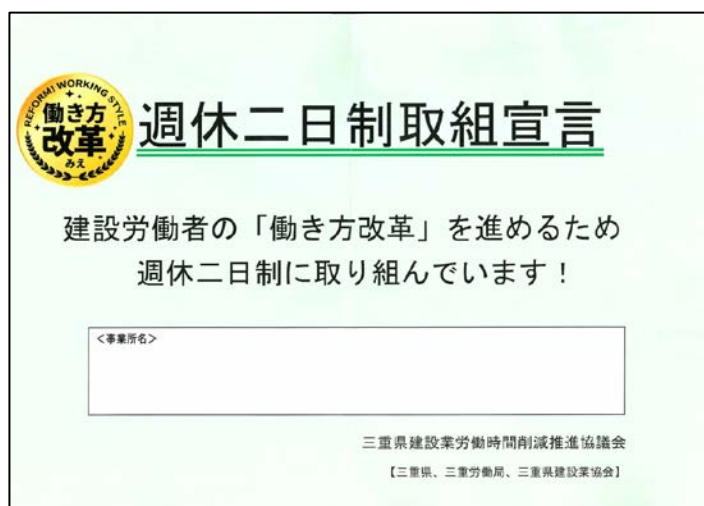 REFORM! WORKING STYLE
働き方
改革
みえ
週休二日制取組宣言
建設労働者の「働き方改革」を進めるため
週休二日制に取り組んでいます！
＜事業所名＞
三重県建設業労働時間削減推進協議会
【三重県、三重労働局、三重県建設業協会】